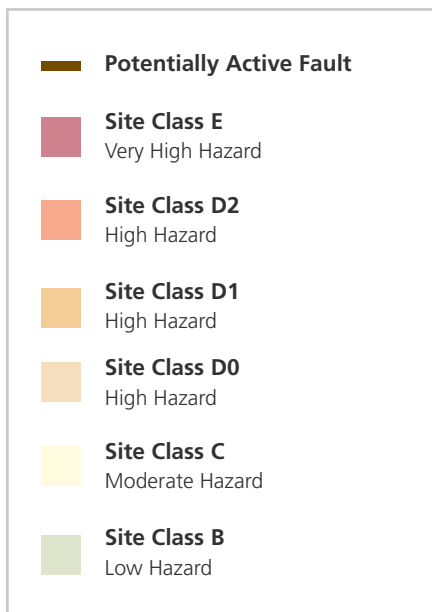 Potentially Active Fault
Site Class E
Very High Hazard
Site Class D2
High Hazard
Site Class D1
High Hazard
Site Class D0
High Hazard
Site Class C
Moderate Hazard
Site Class B
Low Hazard